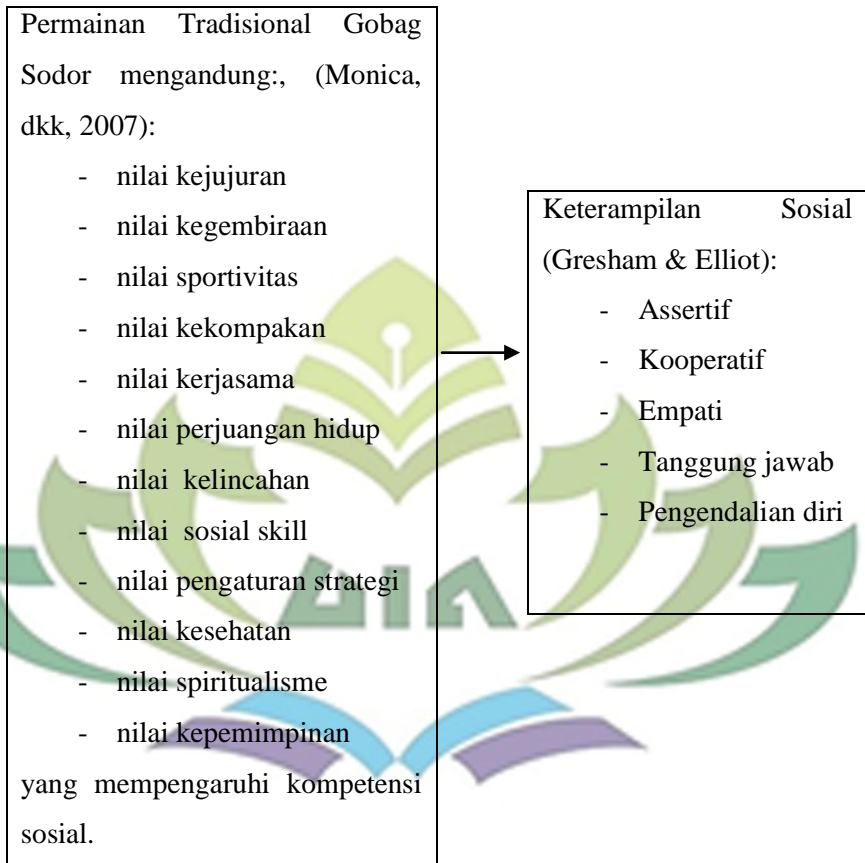 Permainan Tradisional Gobag
Sodor mengandung:, (Monica,
dkk, 2007):
- nilai kejujuran
- nilai kegembiraan
- nilai sportivitas
- nilai kekompakan
- nilai kerjasama
- nilai perjuangan hidup
- nilai kelincahan
- nilai sosial skill
- nilai pengaturan strategi
- nilai kesehatan
- nilai spiritualisme
- nilai kepemimpinan
yang mempengaruhi kompetensi
sosial.
Keterampilan Sosial
(Gresham & Elliot):
- Assertif
- Kooperatif
- Empati
- Tanggung jawab
- Pengendalian diri
UIN